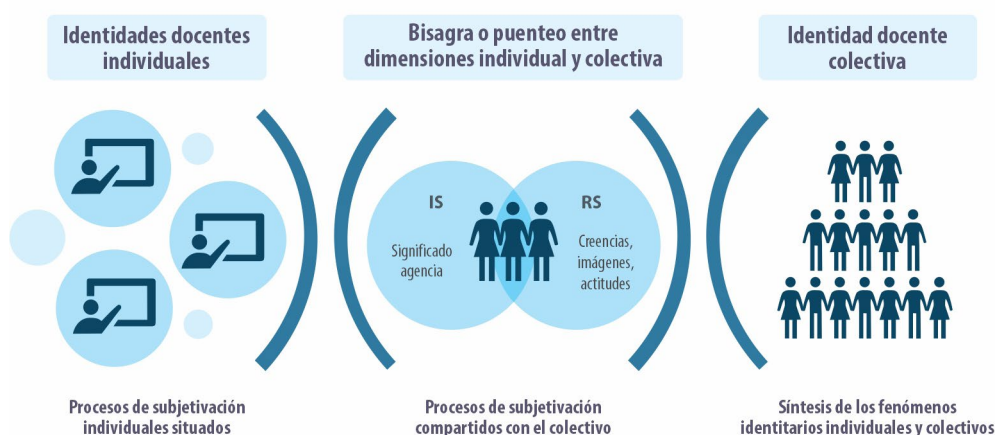 Identidades docentes
individuales
Bisagra o puenteo entre
dimensiones individual y colectiva
Identidad docente
colectiva
IS
Significado
agencia
RS
Creencias,
imágenes,
actitudes
Procesos de subjetivación
individuales situados
Procesos de subjetivación
compartidos con el colectivo
Síntesis de los fenómenos
identitarios individuales y colectivos